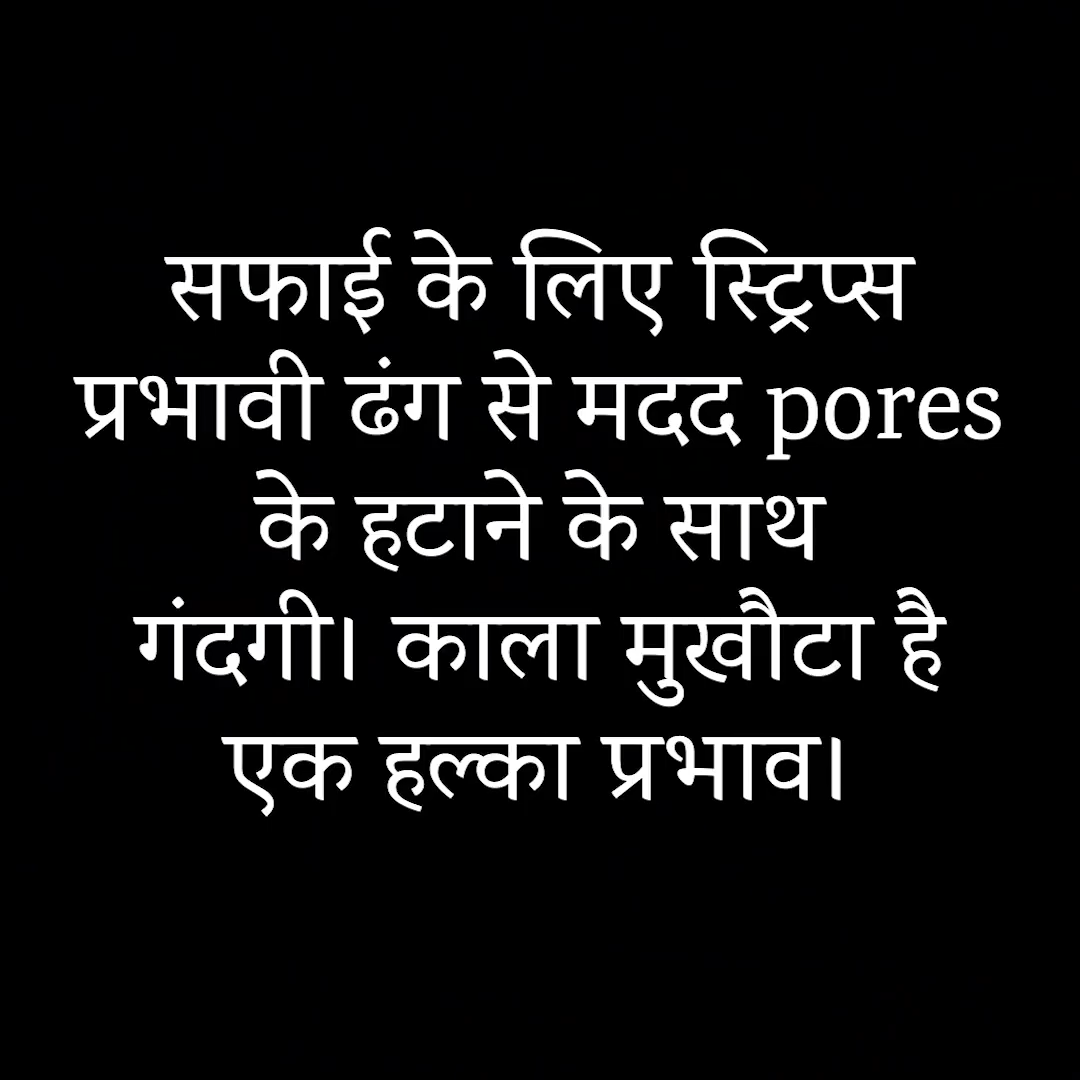 सफाई के लिए स्ट्रिप्स
प्रभावी ढंग से मदद pores
के हटाने के साथ
गंदगी। काला मुखौटा है
एक हल्का प्रभाव।